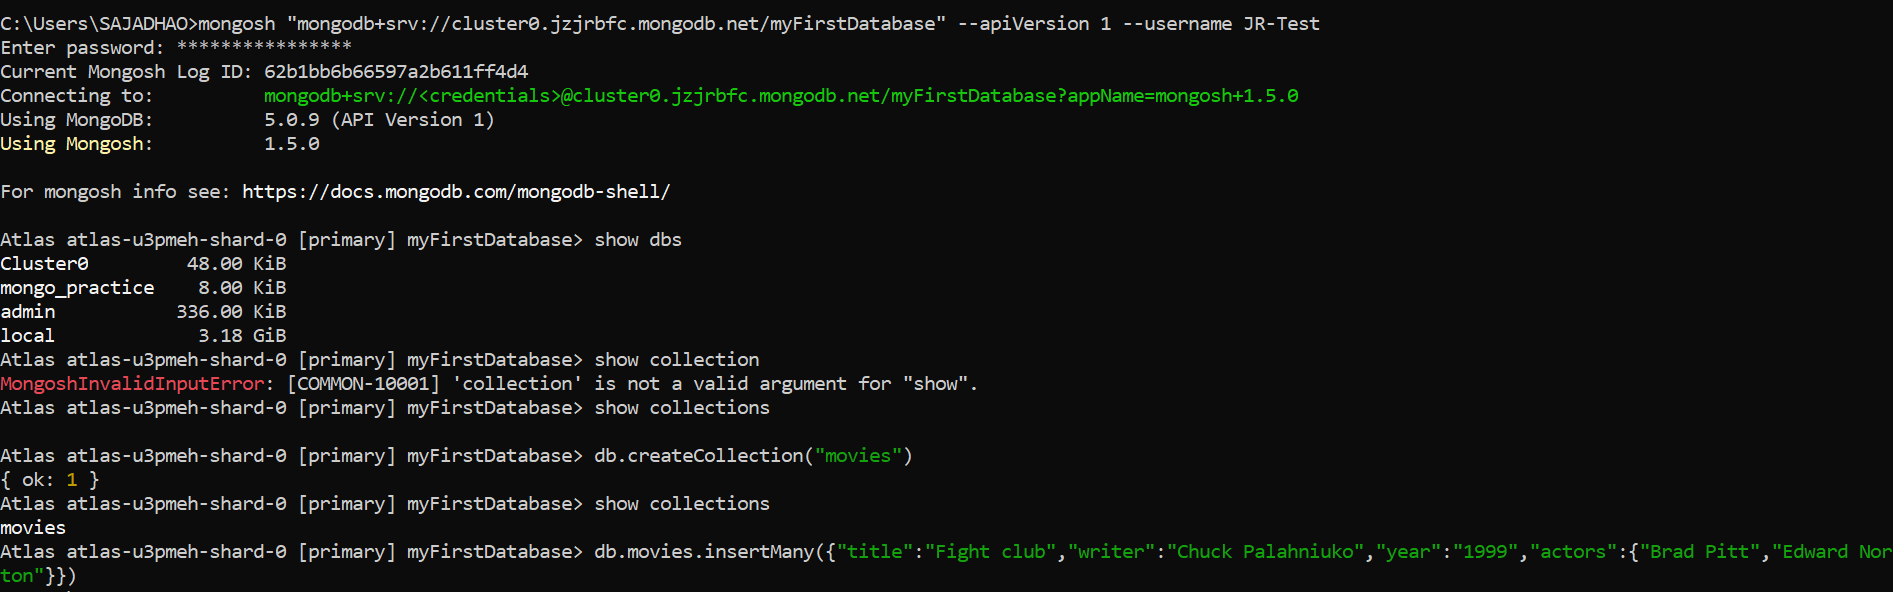 C:\Users\SAJADHAO>mongosh "mongodb+srv://cluster0.jzjrbfc.mongodb.net/myFirstDatabase" --apiVersion 1 --username JR-Test
Enter password: ****************
Current Mongosh Log ID: 62b1bb6b66597a2b611ff4d4
Connecting to:          mongodb+srv://<credentials>@cluster0.jzjrbfc.mongodb.net/myFirstDatabase?appName=mongosh+1.5.0
Using MongoDB:          5.0.9 (API Version 1)
Using Mongosh:          1.5.0
For mongosh info see: https://docs.mongodb.com/mongodb-shell/
Atlas atlas-u3pmeh-shard-0 [primary] myFirstDatabase> show dbs
Cluster0         48.00 KiB
mongo_practice    8.00 KiB
admin           336.00 KiB
local             3.18 GiB
Atlas atlas-u3pmeh-shard-0 [primary] myFirstDatabase> show collection
MongoshInvalidInputError: [COMMON-10001] 'collection' is not a valid argument for "show".
Atlas atlas-u3pmeh-shard-0 [primary] myFirstDatabase> show collections
Atlas atlas-u3pmeh-shard-0 [primary] myFirstDatabase> db.createCollection("movies")
{ ok: 1 }
Atlas atlas-u3pmeh-shard-0 [primary] myFirstDatabase> show collections
movies
Atlas atlas-u3pmeh-shard-0 [primary] myFirstDatabase> db.movies.insertMany({"title":"Fight club","writer":"Chuck Palahniuko","year":"1999","actors":{"Brad Pitt","Edward Nor
ton"}})